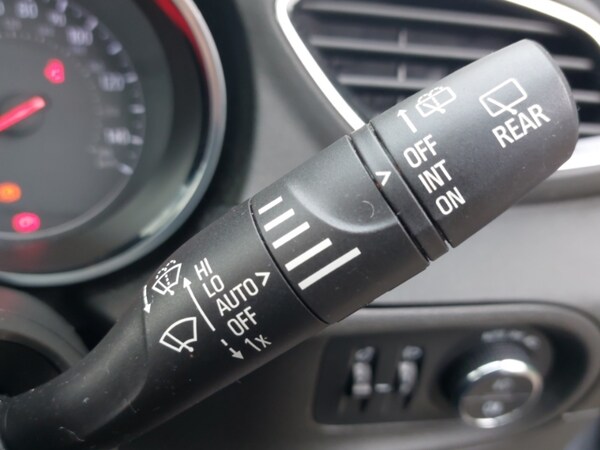 OFF
INT
ON
REAR
HI
LO
AUTO >
OFF
1x